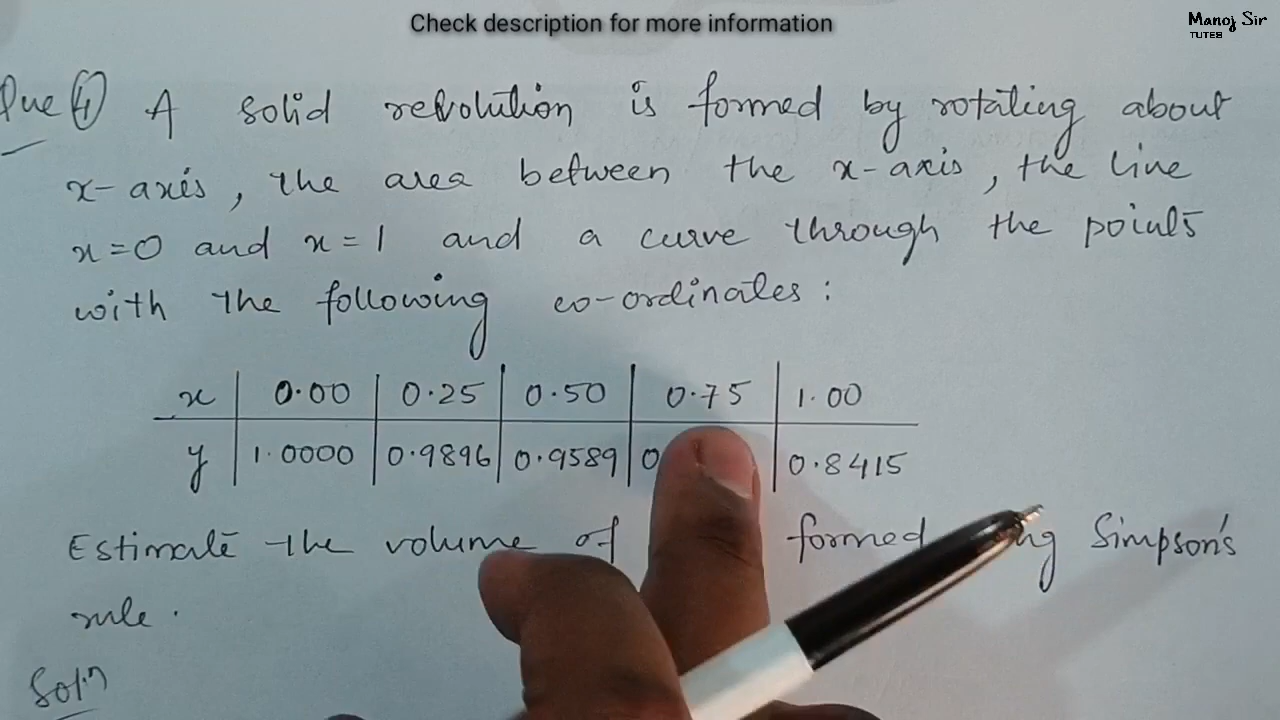 Check description for more information
Manoj Sir
TUTES
Que 4 A solid revolution is formed by rotating about
x-axis, the area between the x-axis, the line
x=0 and x=1 and a curve through the points
with the following co-ordinates:
x 0.00 0.25 0.50 0.75 1.00
y 1.0000 0.9896 0.9589 0 0.8415
Estimate the volume of formed Simpson's
rule.
Sol:n